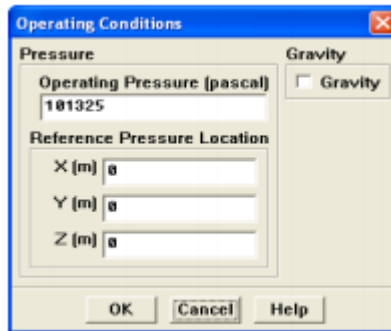 Operating Conditions
Pressure
Operating Pressure (pascal)
101325
Reference Pressure Location
X (m) 0
Y (m) 0
Z (m) 0
Gravity
Gravity
OK Cancel Help